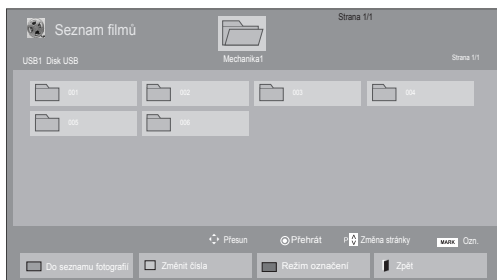 Strana 1/1
Seznam filmů
USB1 Disk USB
Mechanika1
Strana 1/1
001
002
003
004
005
006
Přesun
Přehrát
P Změna stránky
MARK Ozn.
Do seznamu fotografií
Změnit čísla
Režim označení
Zpět